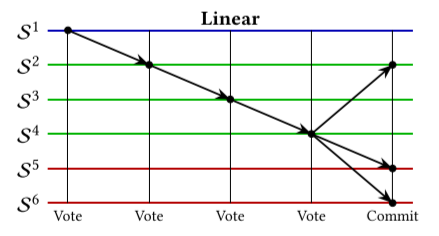 Linear
S¹
S²
S³
S⁴
S⁵
S⁶
Vote Vote Vote Vote Commit